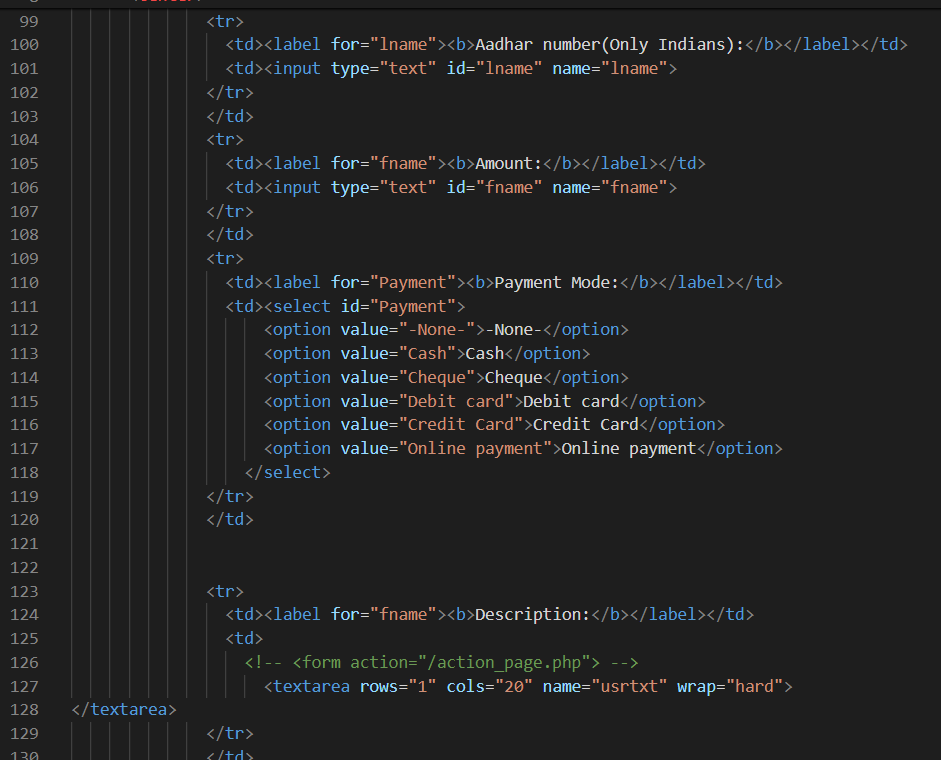 99 <tr>
100 <td><label for="lname"><b>Aadhar number(Only Indians):</b></label></td>
101 <td><input type="text" id="lname" name="lname">
102 </tr>
103 </td>
104 <tr>
105 <td><label for="fname"><b>Amount:</b></label></td>
106 <td><input type="text" id="fname" name="fname">
107 </tr>
108 </td>
109 <tr>
110 <td><label for="Payment"><b>Payment Mode:</b></label></td>
111 <td><select id="Payment">
112 <option value="-None-">-None-</option>
113 <option value="Cash">Cash</option>
114 <option value="Cheque">Cheque</option>
115 <option value="Debit card">Debit card</option>
116 <option value="Credit Card">Credit Card</option>
117 <option value="Online payment">Online payment</option>
118 </select>
119 </tr>
120 </td>
121
122
123 <tr>
124 <td><label for="fname"><b>Description:</b></label></td>
125 <td>
126 <!-- <form action="/action_page.php"> -->
127 <textarea rows="1" cols="20" name="usrtxt" wrap="hard">
128 </textarea>
129 </tr>
130 </td>